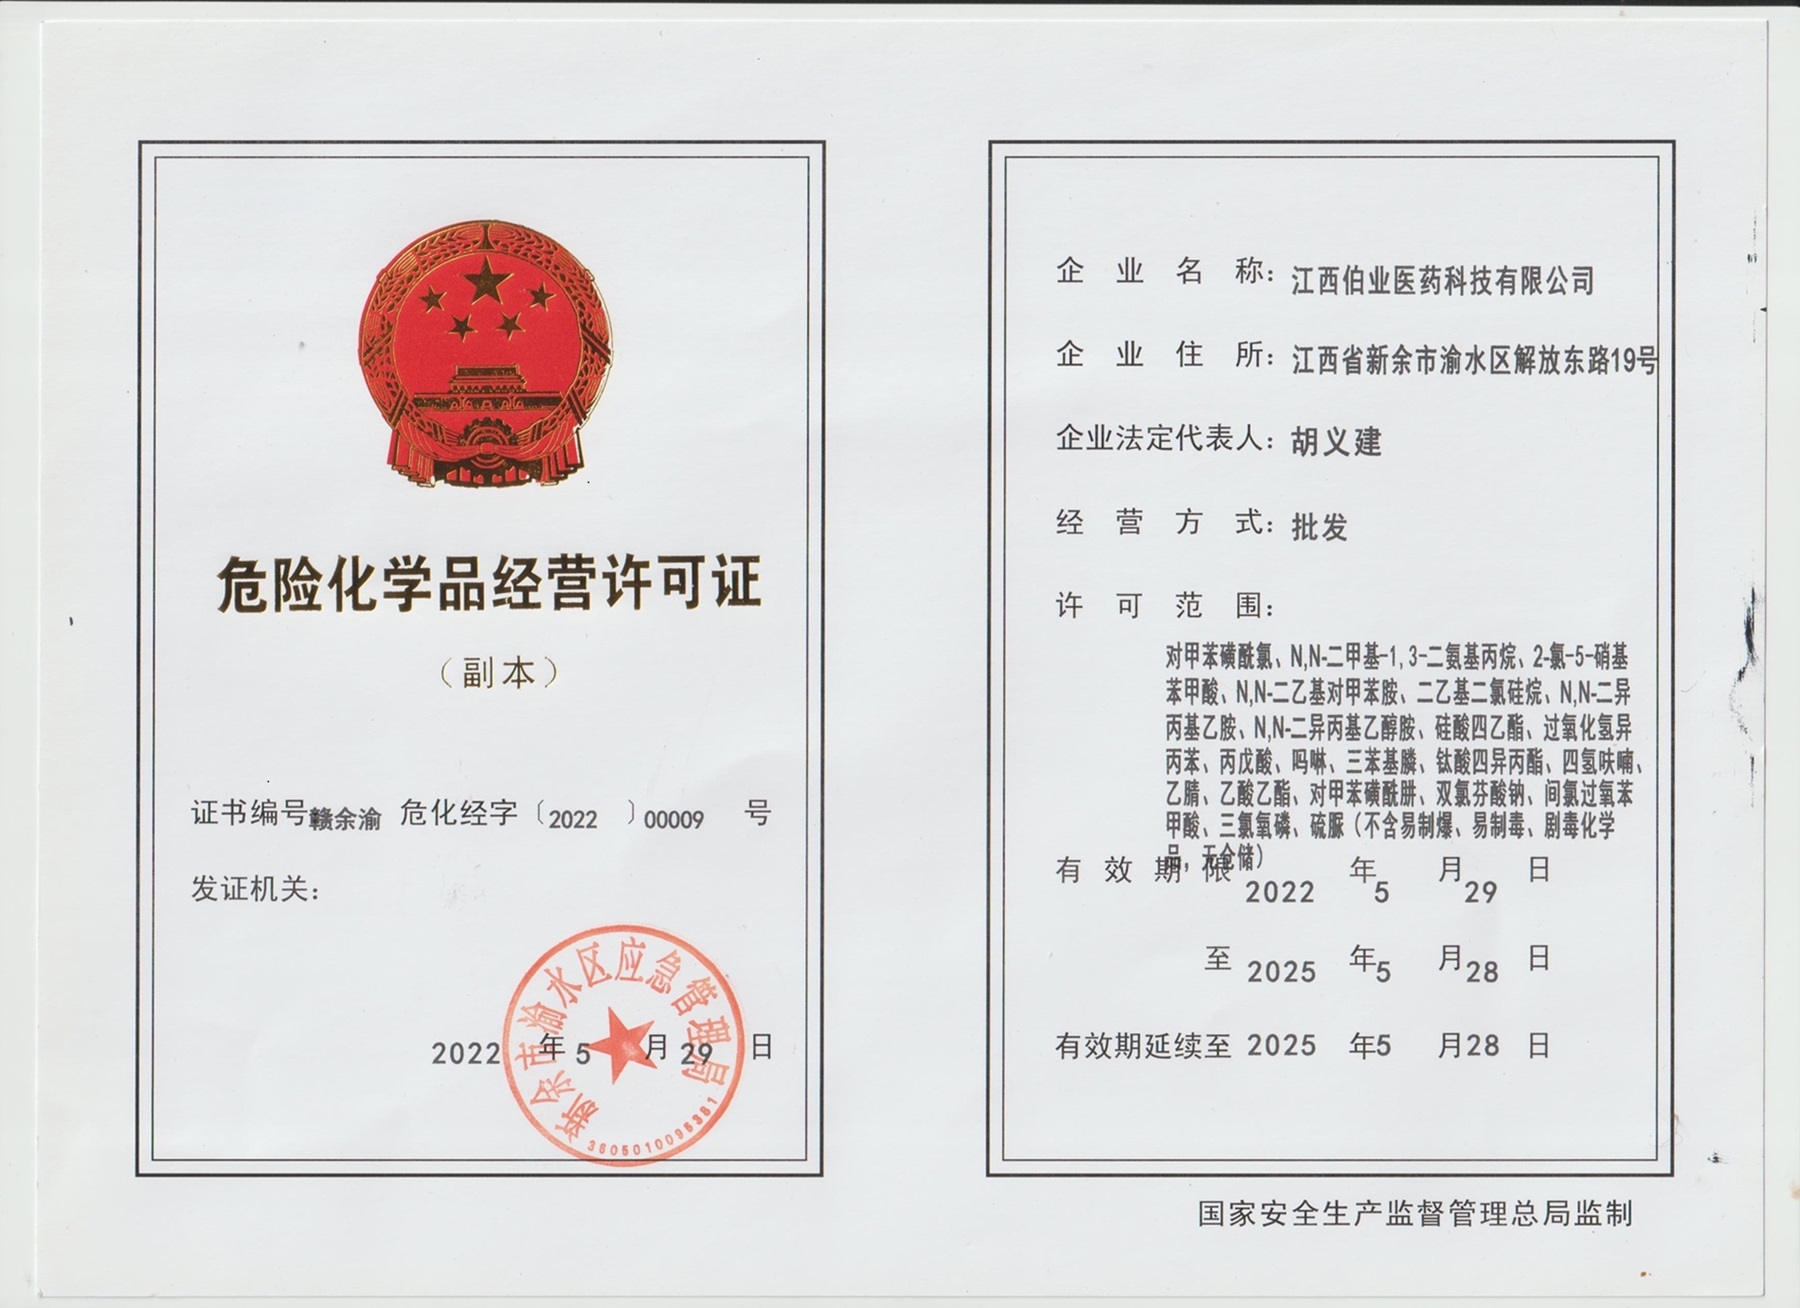 危险化学品经营许可证
（副本）
证书编号赣余渝 危化经字〔2022 〕00009 号
发证机关：
2022 年5 月29 日
新余市渝水区应急管理局
3605010095381
企业名称：江西伯业医药科技有限公司
企业住所：江西省新余市渝水区解放东路19号
企业法定代表人：胡义建
经营方式：批发
许可范围：
对甲苯磺酰氯、N,N-二甲基-1,3-二氨基丙烷、2-氯-5-硝基
苯甲酸、N,N-二乙基对甲苯胺、二乙基二氯硅烷、N,N-二异
丙基乙胺、N,N-二异丙基乙醇胺、硅酸四乙酯、过氧化氢异
丙苯、丙戊酸、吗啉、三苯基膦、钛酸四异丙酯、四氢呋喃、
乙腈、乙酸乙酯、对甲苯磺酰肼、双氯芬酸钠、间氯过氧苯
甲酸、三氯氧磷、硫脲（不含易制爆、易制毒、剧毒化学
品，无仓储）
有效期限 2022 年5 月29 日
至 2025 年5 月28 日
有效期延续至 2025 年5 月28 日
国家安全生产监督管理总局监制